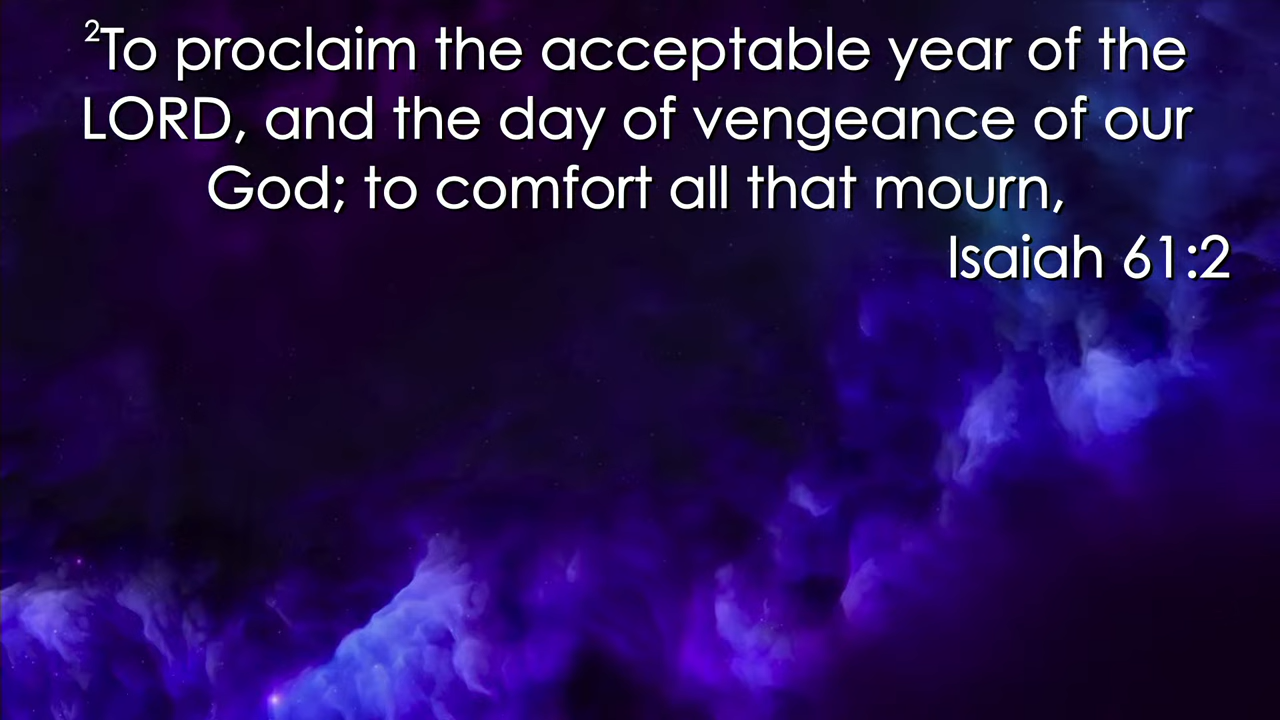 ²To proclaim the acceptable year of the
LORD, and the day of vengeance of our
God; to comfort all that mourn,
Isaiah 61:2